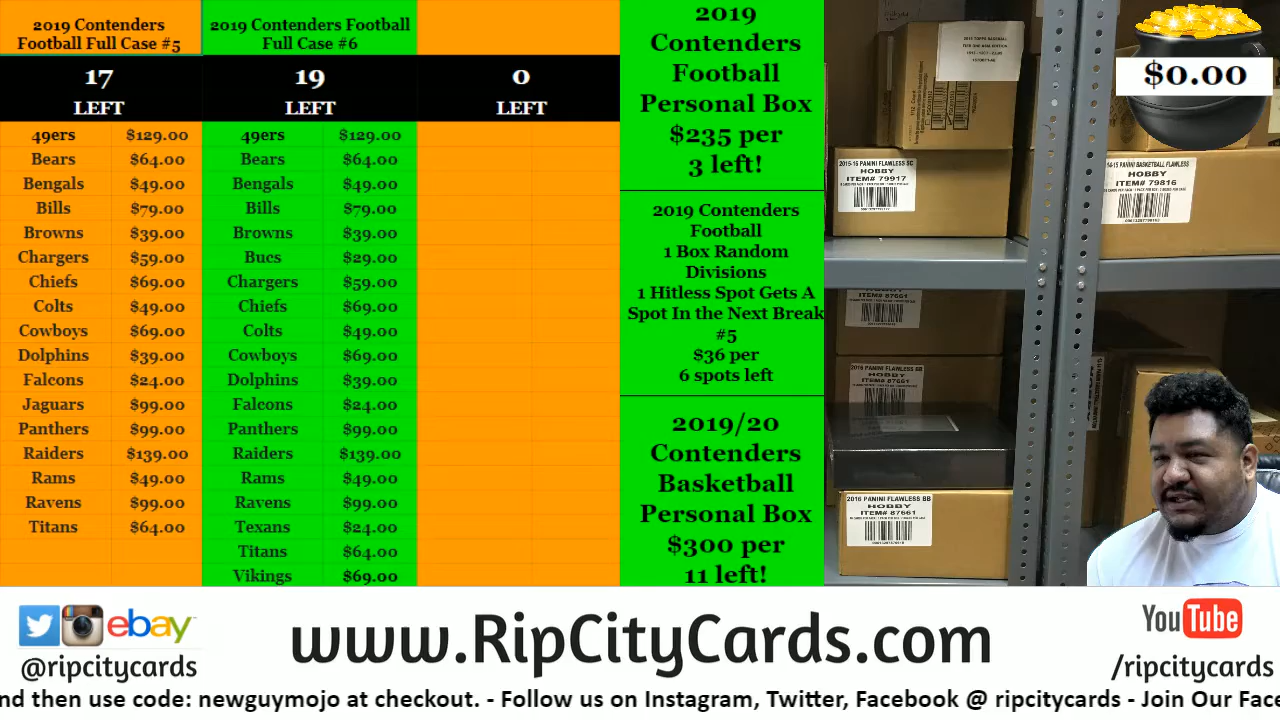 2019 Contenders
Football Full Case #5
17
LEFT
49ers $129.00
Bears $64.00
Bengals $49.00
Bills $79.00
Browns $39.00
Chargers $59.00
Chiefs $69.00
Colts $49.00
Cowboys $69.00
Dolphins $39.00
Falcons $24.00
Jaguars $99.00
Panthers $99.00
Raiders $139.00
Rams $49.00
Ravens $99.00
Titans $64.00
2019 Contenders Football
Full Case #6
19
LEFT
49ers $129.00
Bears $64.00
Bengals $49.00
Bills $79.00
Browns $39.00
Bucs $29.00
Chargers $59.00
Chiefs $69.00
Colts $49.00
Cowboys $69.00
Dolphins $39.00
Falcons $24.00
Panthers $99.00
Raiders $139.00
Rams $49.00
Ravens $99.00
Texans $24.00
Titans $64.00
Vikings $69.00
0
LEFT
2019
Contenders
Football
Personal Box
$235 per
3 left!
2019 Contenders
Football
1 Box Random
Divisions
1 Hitless Spot Gets A
Spot In the Next Break
#5
$36 per
6 spots left
2019/20
Contenders
Basketball
Personal Box
$300 per
11 left!
$0.00
2015-16 PANINI FLAWLESS SC
HOBBY
ITEM# 79917
14-15 PANINI BASKETBALL FLAWLESS
HOBBY
ITEM# 79816
HOBBY
ITEM# 87661
2016 PANINI FLAWLESS BB
HOBBY
ITEM# 87661
2016 PANINI FLAWLESS BB
HOBBY
ITEM# 87661
ebay
@ripcitycards
www.RipCityCards.com
YouTube
/ripcitycards
nd then use code: newguymojo at checkout. - Follow us on Instagram, Twitter, Facebook @ ripcitycards - Join Our Face